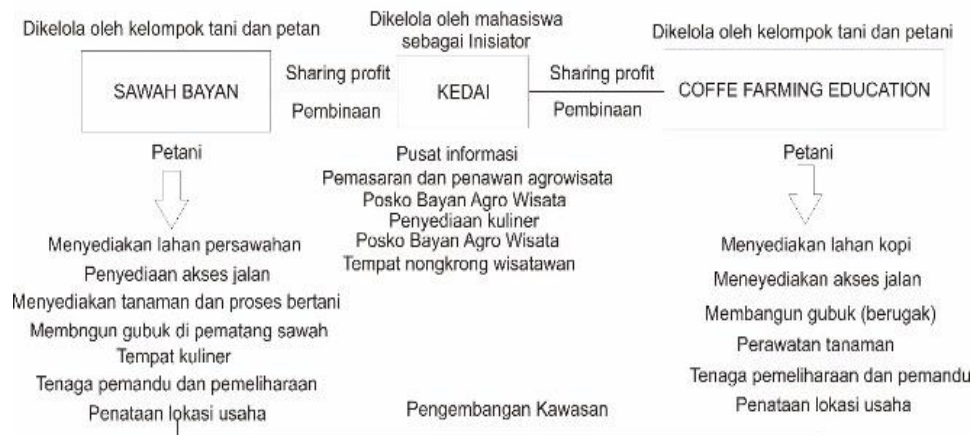 Dikelola oleh kelompok tani dan petan
SAWAH BAYAN
Petani
Menyediakan lahan persawahan
Penyediaan akses jalan
Menyediakan tanaman dan proses bertani
Membngun gubuk di pematang sawah
Tempat kuliner
Tenaga pemandu dan pemeliharaan
Penataan lokasi usaha
Sharing profit
Pembinaan
Dikelola oleh mahasiswa
sebagai Inisiator
KEDAI
Pusat informasi
Pemasaran dan penawan agrowisata
Posko Bayan Agro Wisata
Penyediaan kuliner
Posko Bayan Agro Wisata
Tempat nongkrong wisatawan
Pengembangan Kawasan
Sharing profit
Pembinaan
Dikelola oleh kelompok tani dan petani
COFFE FARMING EDUCATION
Petani
Menyediakan lahan kopi
Meneyediakan akses jalan
Membangun gubuk (berugak)
Perawatan tanaman
Tenaga pemeliharaan dan pemandu
Penataan lokasi usaha